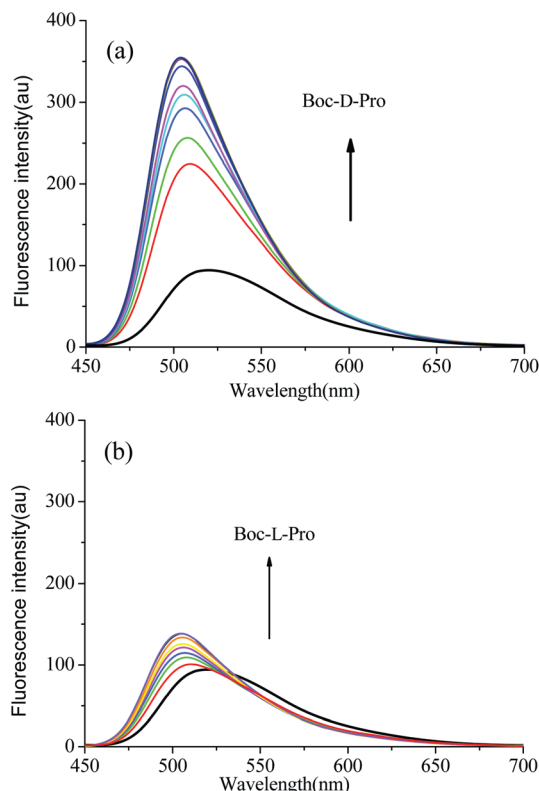 (a)
Boc-D-Pro
Fluorescence intensity(au)
400
300
200
100
0
450 500 550 600 650 700
Wavelength(nm)
(b)
Boc-L-Pro
Fluorescence intensity(au)
400
300
200
100
0
450 500 550 600 650 700
Wavelength(nm)